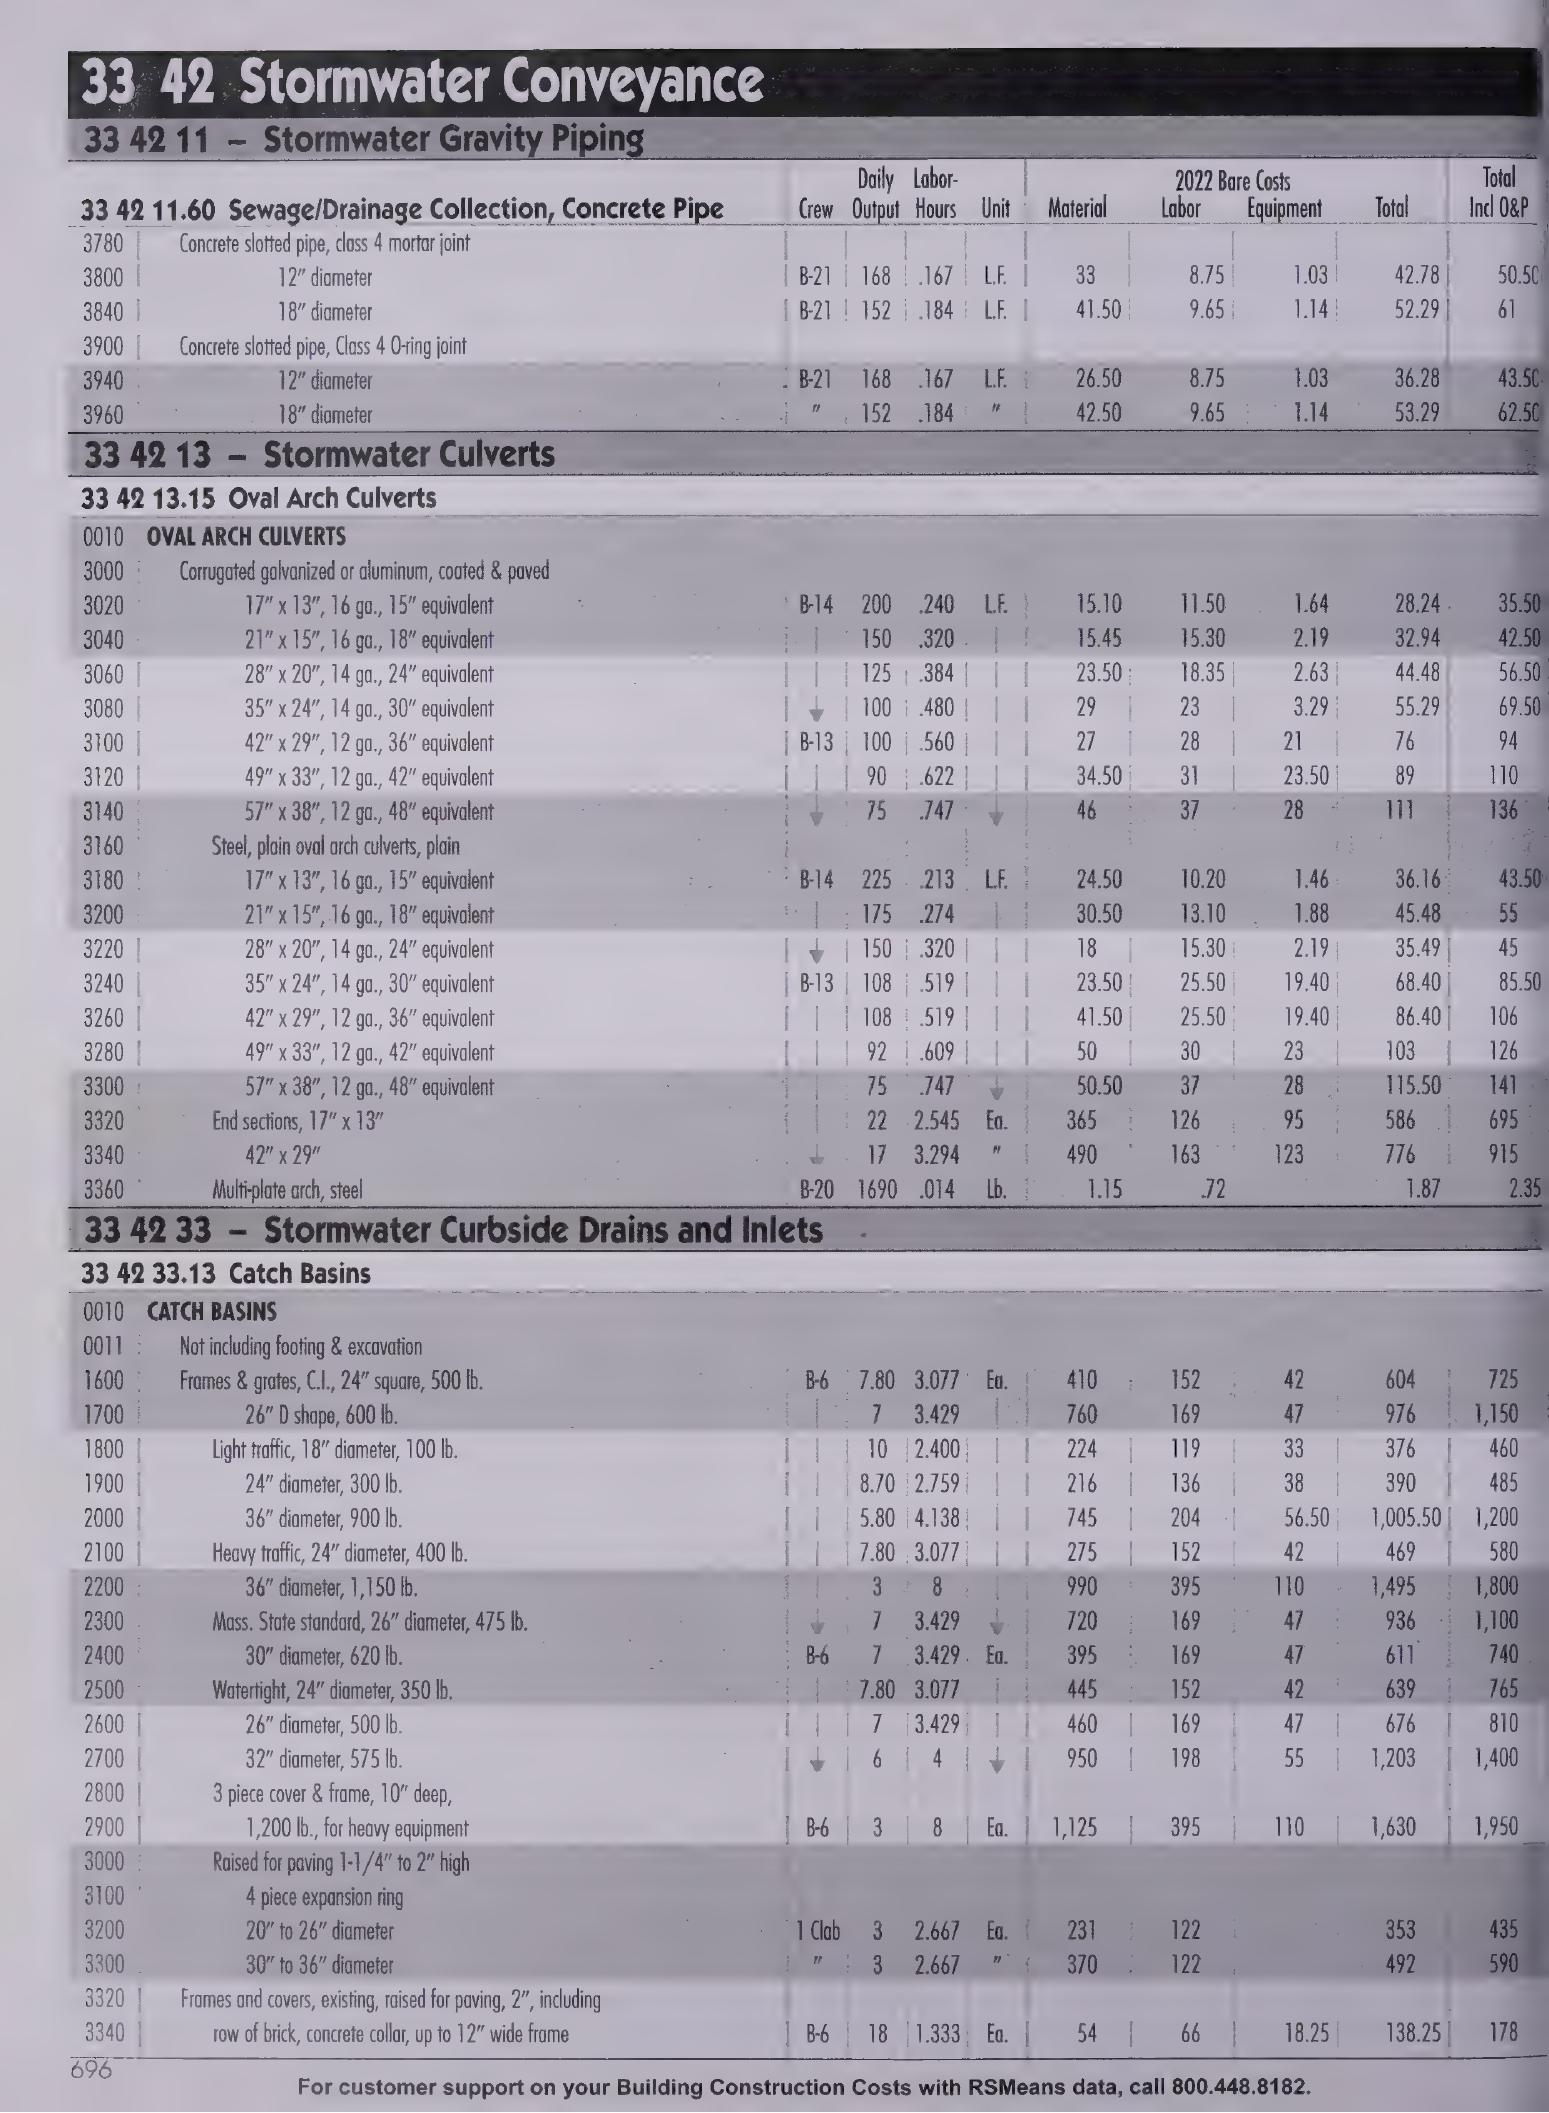 33 42 Stormwater Conveyance
33 42 11 – Stormwater Gravity Piping
Daily Labor- 2022 Bare Costs Total
33 42 11.60 Sewage/Drainage Collection, Concrete Pipe Crew Output Hours Unit Material Labor Equipment Total Incl O&P
3780 Concrete slotted pipe, class 4 mortar joint
3800 12" diameter B-21 168 .167 L.F. 33 8.75 1.03 42.78 50.50
3840 18" diameter B-21 152 .184 L.F. 41.50 9.65 1.14 52.29 61
3900 Concrete slotted pipe, Class 4 O-ring joint
3940 12" diameter B-21 168 .167 L.F. 26.50 8.75 1.03 36.28 43.50
3960 18" diameter " 152 .184 " 42.50 9.65 1.14 53.29 62.50
33 42 13 – Stormwater Culverts
33 42 13.15 Oval Arch Culverts
0010 OVAL ARCH CULVERTS
3000 Corrugated galvanized or aluminum, coated & paved
3020 17" x 13", 16 ga., 15" equivalent B-14 200 .240 L.F. 15.10 11.50 1.64 28.24 35.50
3040 21" x 15", 16 ga., 18" equivalent 150 .320 15.45 15.30 2.19 32.94 42.50
3060 28" x 20", 14 ga., 24" equivalent 125 .384 23.50 18.35 2.63 44.48 56.50
3080 35" x 24", 14 ga., 30" equivalent 100 .480 29 23 3.29 55.29 69.50
3100 42" x 29", 12 ga., 36" equivalent B-13 100 .560 27 28 21 76 94
3120 49" x 33", 12 ga., 42" equivalent 90 .622 34.50 31 23.50 89 110
3140 57" x 38", 12 ga., 48" equivalent 75 .747 46 37 28 111 136
3160 Steel, plain oval arch culverts, plain
3180 17" x 13", 16 ga., 15" equivalent B-14 225 .213 L.F. 24.50 10.20 1.46 36.16 43.50
3200 21" x 15", 16 ga., 18" equivalent 175 .274 30.50 13.10 1.88 45.48 55
3220 28" x 20", 14 ga., 24" equivalent 150 .320 18 15.30 2.19 35.49 45
3240 35" x 24", 14 ga., 30" equivalent B-13 108 .519 23.50 25.50 19.40 68.40 85.50
3260 42" x 29", 12 ga., 36" equivalent 108 .519 41.50 25.50 19.40 86.40 106
3280 49" x 33", 12 ga., 42" equivalent 92 .609 50 30 23 103 126
3300 57" x 38", 12 ga., 48" equivalent 75 .747 50.50 37 28 115.50 141
3320 End sections, 17" x 13" 22 2.545 Ea. 365 126 95 586 695
3340 42" x 29" 17 3.294 " 490 163 123 776 915
3360 Multi-plate arch, steel B-20 1690 .014 Lb. 1.15 .72 1.87 2.35
33 42 33 – Stormwater Curbside Drains and Inlets
33 42 33.13 Catch Basins
0010 CATCH BASINS
0011 Not including footing & excavation
1600 Frames & grates, C.I., 24" square, 500 lb. B-6 7.80 3.077 Ea. 410 152 42 604 725
1700 26" D shape, 600 lb. 7 3.429 760 169 47 976 1,150
1800 Light traffic, 18" diameter, 100 lb. 10 2.400 224 119 33 376 460
1900 24" diameter, 300 lb. 8.70 2.759 216 136 38 390 485
2000 36" diameter, 900 lb. 5.80 4.138 745 204 56.50 1,005.50 1,200
2100 Heavy traffic, 24" diameter, 400 lb. 7.80 3.077 275 152 42 469 580
2200 36" diameter, 1,150 lb. 3 8 990 395 110 1,495 1,800
2300 Mass. State standard, 26" diameter, 475 lb. 7 3.429 720 169 47 936 1,100
2400 30" diameter, 620 lb. B-6 7 3.429 Ea. 395 169 47 611 740
2500 Watertight, 24" diameter, 350 lb. 7.80 3.077 445 152 42 639 765
2600 26" diameter, 500 lb. 7 3.429 460 169 47 676 810
2700 32" diameter, 575 lb. 6 4 950 198 55 1,203 1,400
2800 3 piece cover & frame, 10" deep,
2900 1,200 lb., for heavy equipment B-6 3 8 Ea. 1,125 395 110 1,630 1,950
3000 Raised for paving 1-1/4" to 2" high
3100 4 piece expansion ring
3200 20" to 26" diameter 1 Clab 3 2.667 Ea. 231 122 353 435
3300 30" to 36" diameter " 3 2.667 " 370 122 492 590
3320 Frames and covers, existing, raised for paving, 2", including
3340 row of brick, concrete collar, up to 12" wide frame B-6 18 1.333 Ea. 54 66 18.25 138.25 178
696
For customer support on your Building Construction Costs with RSMeans data, call 800.448.8182.